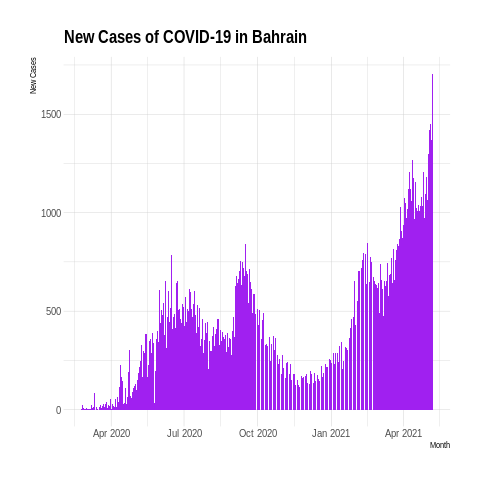 New Cases of COVID-19 in Bahrain
New Cases
1500
1000
500
0
Apr 2020 Jul 2020 Oct 2020 Jan 2021 Apr 2021
Month